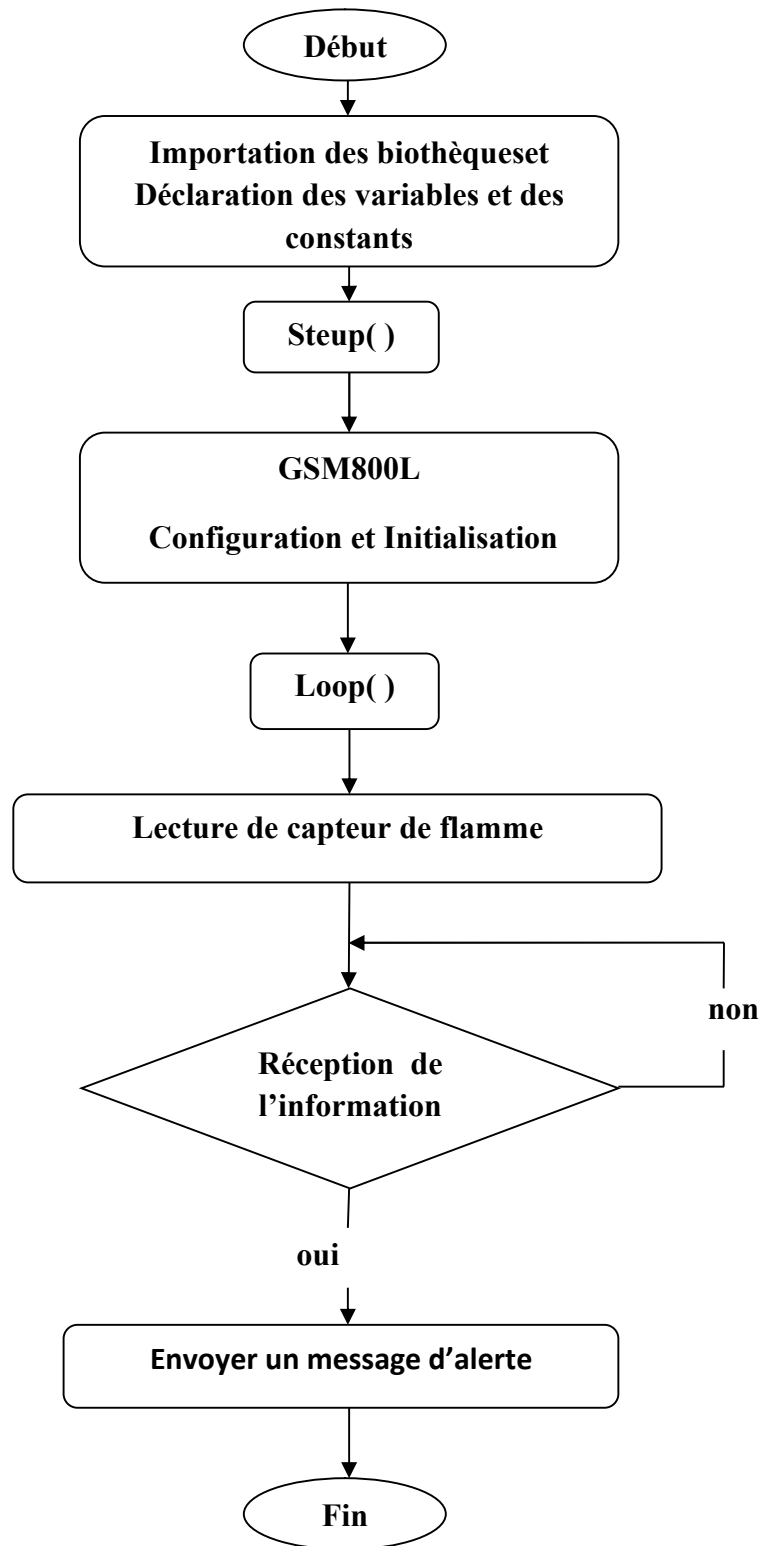 Début
Importation des biothèqueset
Déclaration des variables et des
constants
Steup( )
GSM800L
Configuration et Initialisation
Loop( )
Lecture de capteur de flamme
non
Réception de
l’information
oui
Envoyer un message d’alerte
Fin